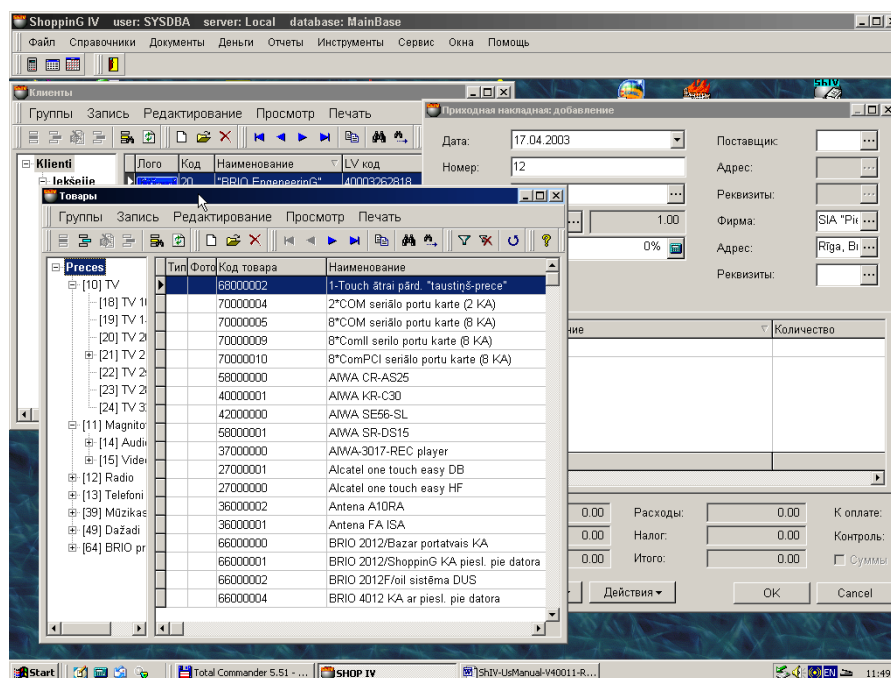 ShoppinG IV user: SYSDBA server: Local database: MainBase
Файл Справочники Документы Деньги Отчеты Инструменты Сервис Окна Помощь
Клиенты
Группы Запись Редактирование Просмотр Печать
Klienti
Лого Код Наименование LV код
20 "BRIO EngeneerinG" 40003262818
Приходная накладная: добавление
Дата: 17.04.2003 Поставщик: ...
Номер: 12 Адрес: ...
... Реквизиты: ...
... 1.00 Фирма: SIA "Pie ...
0% Адрес: Rīga, Bı ...
Реквизиты: ...
ние Количество
0.00 Расходы: 0.00 К оплате:
0.00 Налог: 0.00 Контроль:
0.00 Итого: 0.00 Суммы
Действия OK Cancel
Товары
Группы Запись Редактирование Просмотр Печать
Preces
[10] TV
[18] TV 1
[19] TV 1
[20] TV 2
[21] TV 2
[22] TV 2
[23] TV 2
[24] TV 3
[11] Magnito
[14] Audi
[15] Vide
[12] Radio
[13] Telefoni
[39] Mūzikas
[49] Dažadi
[64] BRIO pr
Тип Фото Код товара Наименование
68000002 1-Touch ātrai pārd. "taustiņš-prece"
70000004 2*COM seriālo portu karte (2 KA)
70000005 8*COM seriālo portu karte (8 KA)
70000009 8*ComII serilo portu karte (8 KA)
70000010 8*ComPCI seriālo portu karte (8 KA)
58000000 AIWA CR-AS25
40000001 AIWA KR-C30
42000000 AIWA SE56-SL
58000001 AIWA SR-DS15
37000000 AIWA-3017-REC player
27000001 Alcatel one touch easy DB
27000000 Alcatel one touch easy HF
36000002 Antena A10RA
36000001 Antena FA ISA
66000000 BRIO 2012/Bazar portatvais KA
66000001 BRIO 2012/ShoppinG KA piesl. pie datora
66000002 BRIO 2012F/oil sistēma DUS
66000004 BRIO 4012 KA ar piesl. pie datora
Start Total Commander 5.51 - ... SHOP IV ShIV-UsManual-V40011-R... EN 11:49